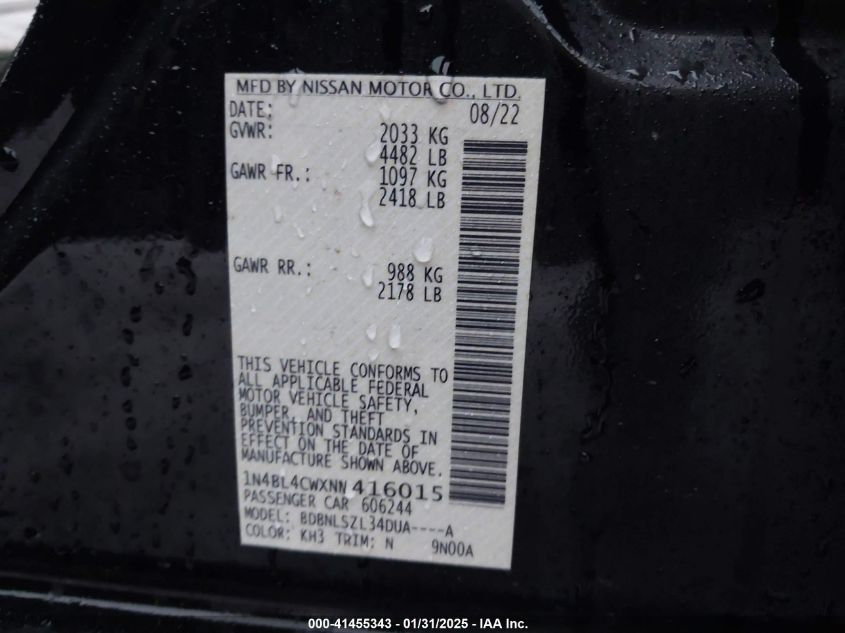 MFD BY NISSAN MOTOR CO., LTD.
DATE: 08/22
GVWR: 2033 KG
4482 LB
GAWR FR.: 1097 KG
2418 LB
GAWR RR.: 988 KG
2178 LB
THIS VEHICLE CONFORMS TO
ALL APPLICABLE FEDERAL
MOTOR VEHICLE SAFETY,
BUMPER, AND THEFT
PREVENTION STANDARDS IN
EFFECT ON THE DATE OF
MANUFACTURE SHOWN ABOVE.
1N4BL4CWXNN416015
PASSENGER CAR 606244
MODEL: BDBNLSZL34DUA----A
COLOR: KH3 TRIM: N 9N00A
000-41455343 - 01/31/2025 - IAA Inc.